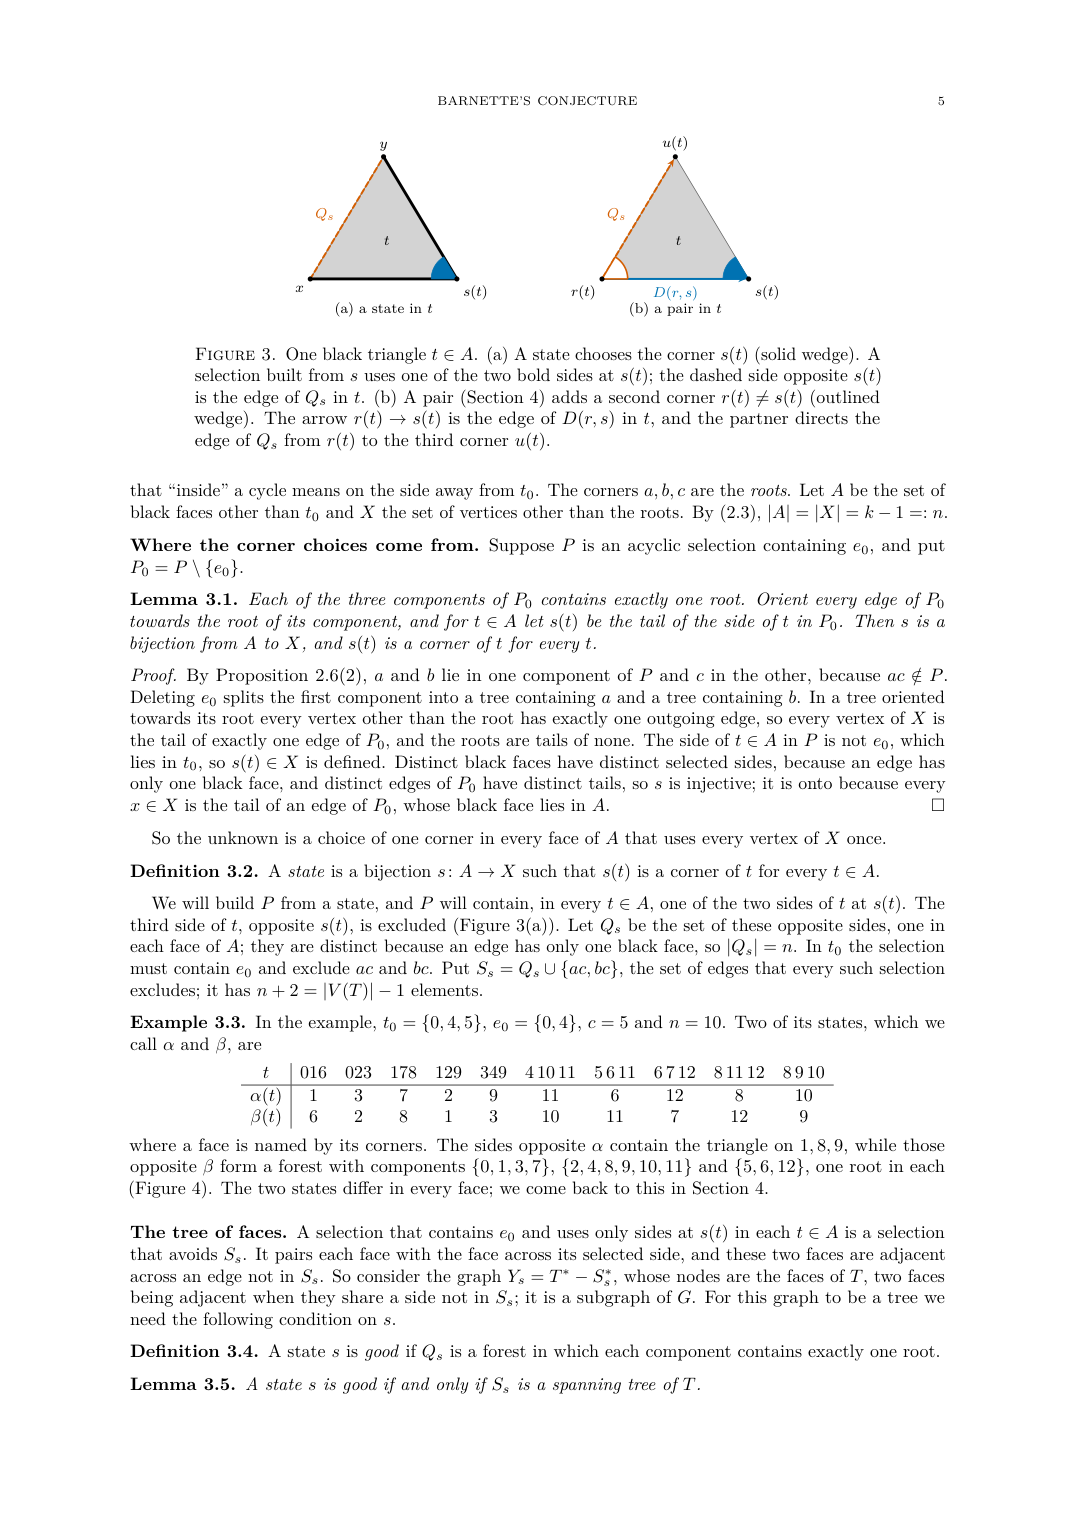 BARNETTE'S CONJECTURE 5
y
Q_s
t
x
s(t)
(a) a state in t
u(t)
Q_s
t
r(t)
D(r, s)
s(t)
(b) a pair in t
FIGURE 3. One black triangle t ∈ A. (a) A state chooses the corner s(t) (solid wedge). A
selection built from s uses one of the two bold sides at s(t); the dashed side opposite s(t)
is the edge of Q_s in t. (b) A pair (Section 4) adds a second corner r(t) ≠ s(t) (outlined
wedge). The arrow r(t) → s(t) is the edge of D(r, s) in t, and the partner directs the
edge of Q_s from r(t) to the third corner u(t).
that “inside” a cycle means on the side away from t_0. The corners a, b, c are the roots. Let A be the set of
black faces other than t_0 and X the set of vertices other than the roots. By (2.3), |A| = |X| = k − 1 =: n.
Where the corner choices come from. Suppose P is an acyclic selection containing e_0, and put
P_0 = P \ {e_0}.
Lemma 3.1. Each of the three components of P_0 contains exactly one root. Orient every edge of P_0
towards the root of its component, and for t ∈ A let s(t) be the tail of the side of t in P_0. Then s is a
bijection from A to X, and s(t) is a corner of t for every t.
Proof. By Proposition 2.6(2), a and b lie in one component of P and c in the other, because ac ∉ P.
Deleting e_0 splits the first component into a tree containing a and a tree containing b. In a tree oriented
towards its root every vertex other than the root has exactly one outgoing edge, so every vertex of X is
the tail of exactly one edge of P_0, and the roots are tails of none. The side of t ∈ A in P is not e_0, which
lies in t_0, so s(t) ∈ X is defined. Distinct black faces have distinct selected sides, because an edge has
only one black face, and distinct edges of P_0 have distinct tails, so s is injective; it is onto because every
x ∈ X is the tail of an edge of P_0, whose black face lies in A. □
So the unknown is a choice of one corner in every face of A that uses every vertex of X once.
Definition 3.2. A state is a bijection s: A → X such that s(t) is a corner of t for every t ∈ A.
We will build P from a state, and P will contain, in every t ∈ A, one of the two sides of t at s(t). The
third side of t, opposite s(t), is excluded (Figure 3(a)). Let Q_s be the set of these opposite sides, one in
each face of A; they are distinct because an edge has only one black face, so |Q_s| = n. In t_0 the selection
must contain e_0 and exclude ac and bc. Put S_s = Q_s ∪ {ac, bc}, the set of edges that every such selection
excludes; it has n + 2 = |V(T)| − 1 elements.
Example 3.3. In the example, t_0 = {0, 4, 5}, e_0 = {0, 4}, c = 5 and n = 10. Two of its states, which we
call α and β, are
t 016 023 178 129 349 4 10 11 5 6 11 6 7 12 8 11 12 8 9 10
α(t) 1 3 7 2 9 11 6 12 8 10
β(t) 6 2 8 1 3 10 11 7 12 9
where a face is named by its corners. The sides opposite α contain the triangle on 1, 8, 9, while those
opposite β form a forest with components {0, 1, 3, 7}, {2, 4, 8, 9, 10, 11} and {5, 6, 12}, one root in each
(Figure 4). The two states differ in every face; we come back to this in Section 4.
The tree of faces. A selection that contains e_0 and uses only sides at s(t) in each t ∈ A is a selection
that avoids S_s. It pairs each face with the face across its selected side, and these two faces are adjacent
across an edge not in S_s. So consider the graph Y_s = T* − S_s*, whose nodes are the faces of T, two faces
being adjacent when they share a side not in S_s; it is a subgraph of G. For this graph to be a tree we
need the following condition on s.
Definition 3.4. A state s is good if Q_s is a forest in which each component contains exactly one root.
Lemma 3.5. A state s is good if and only if S_s is a spanning tree of T.